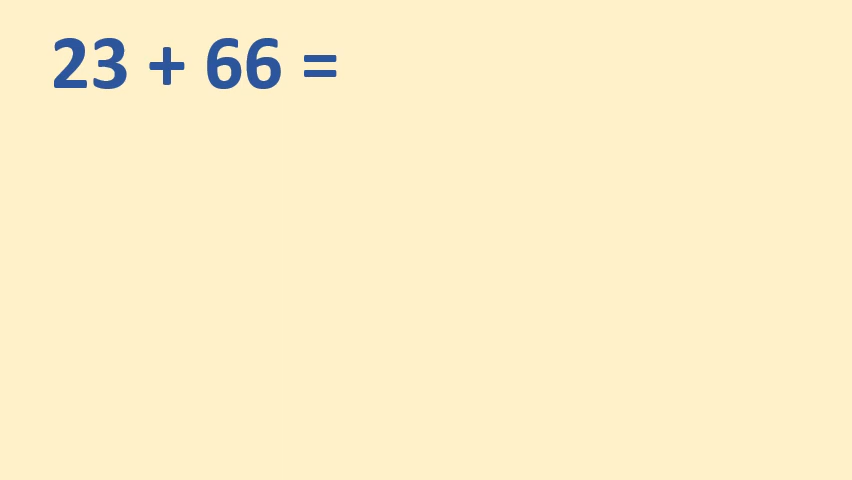 23 + 66 =